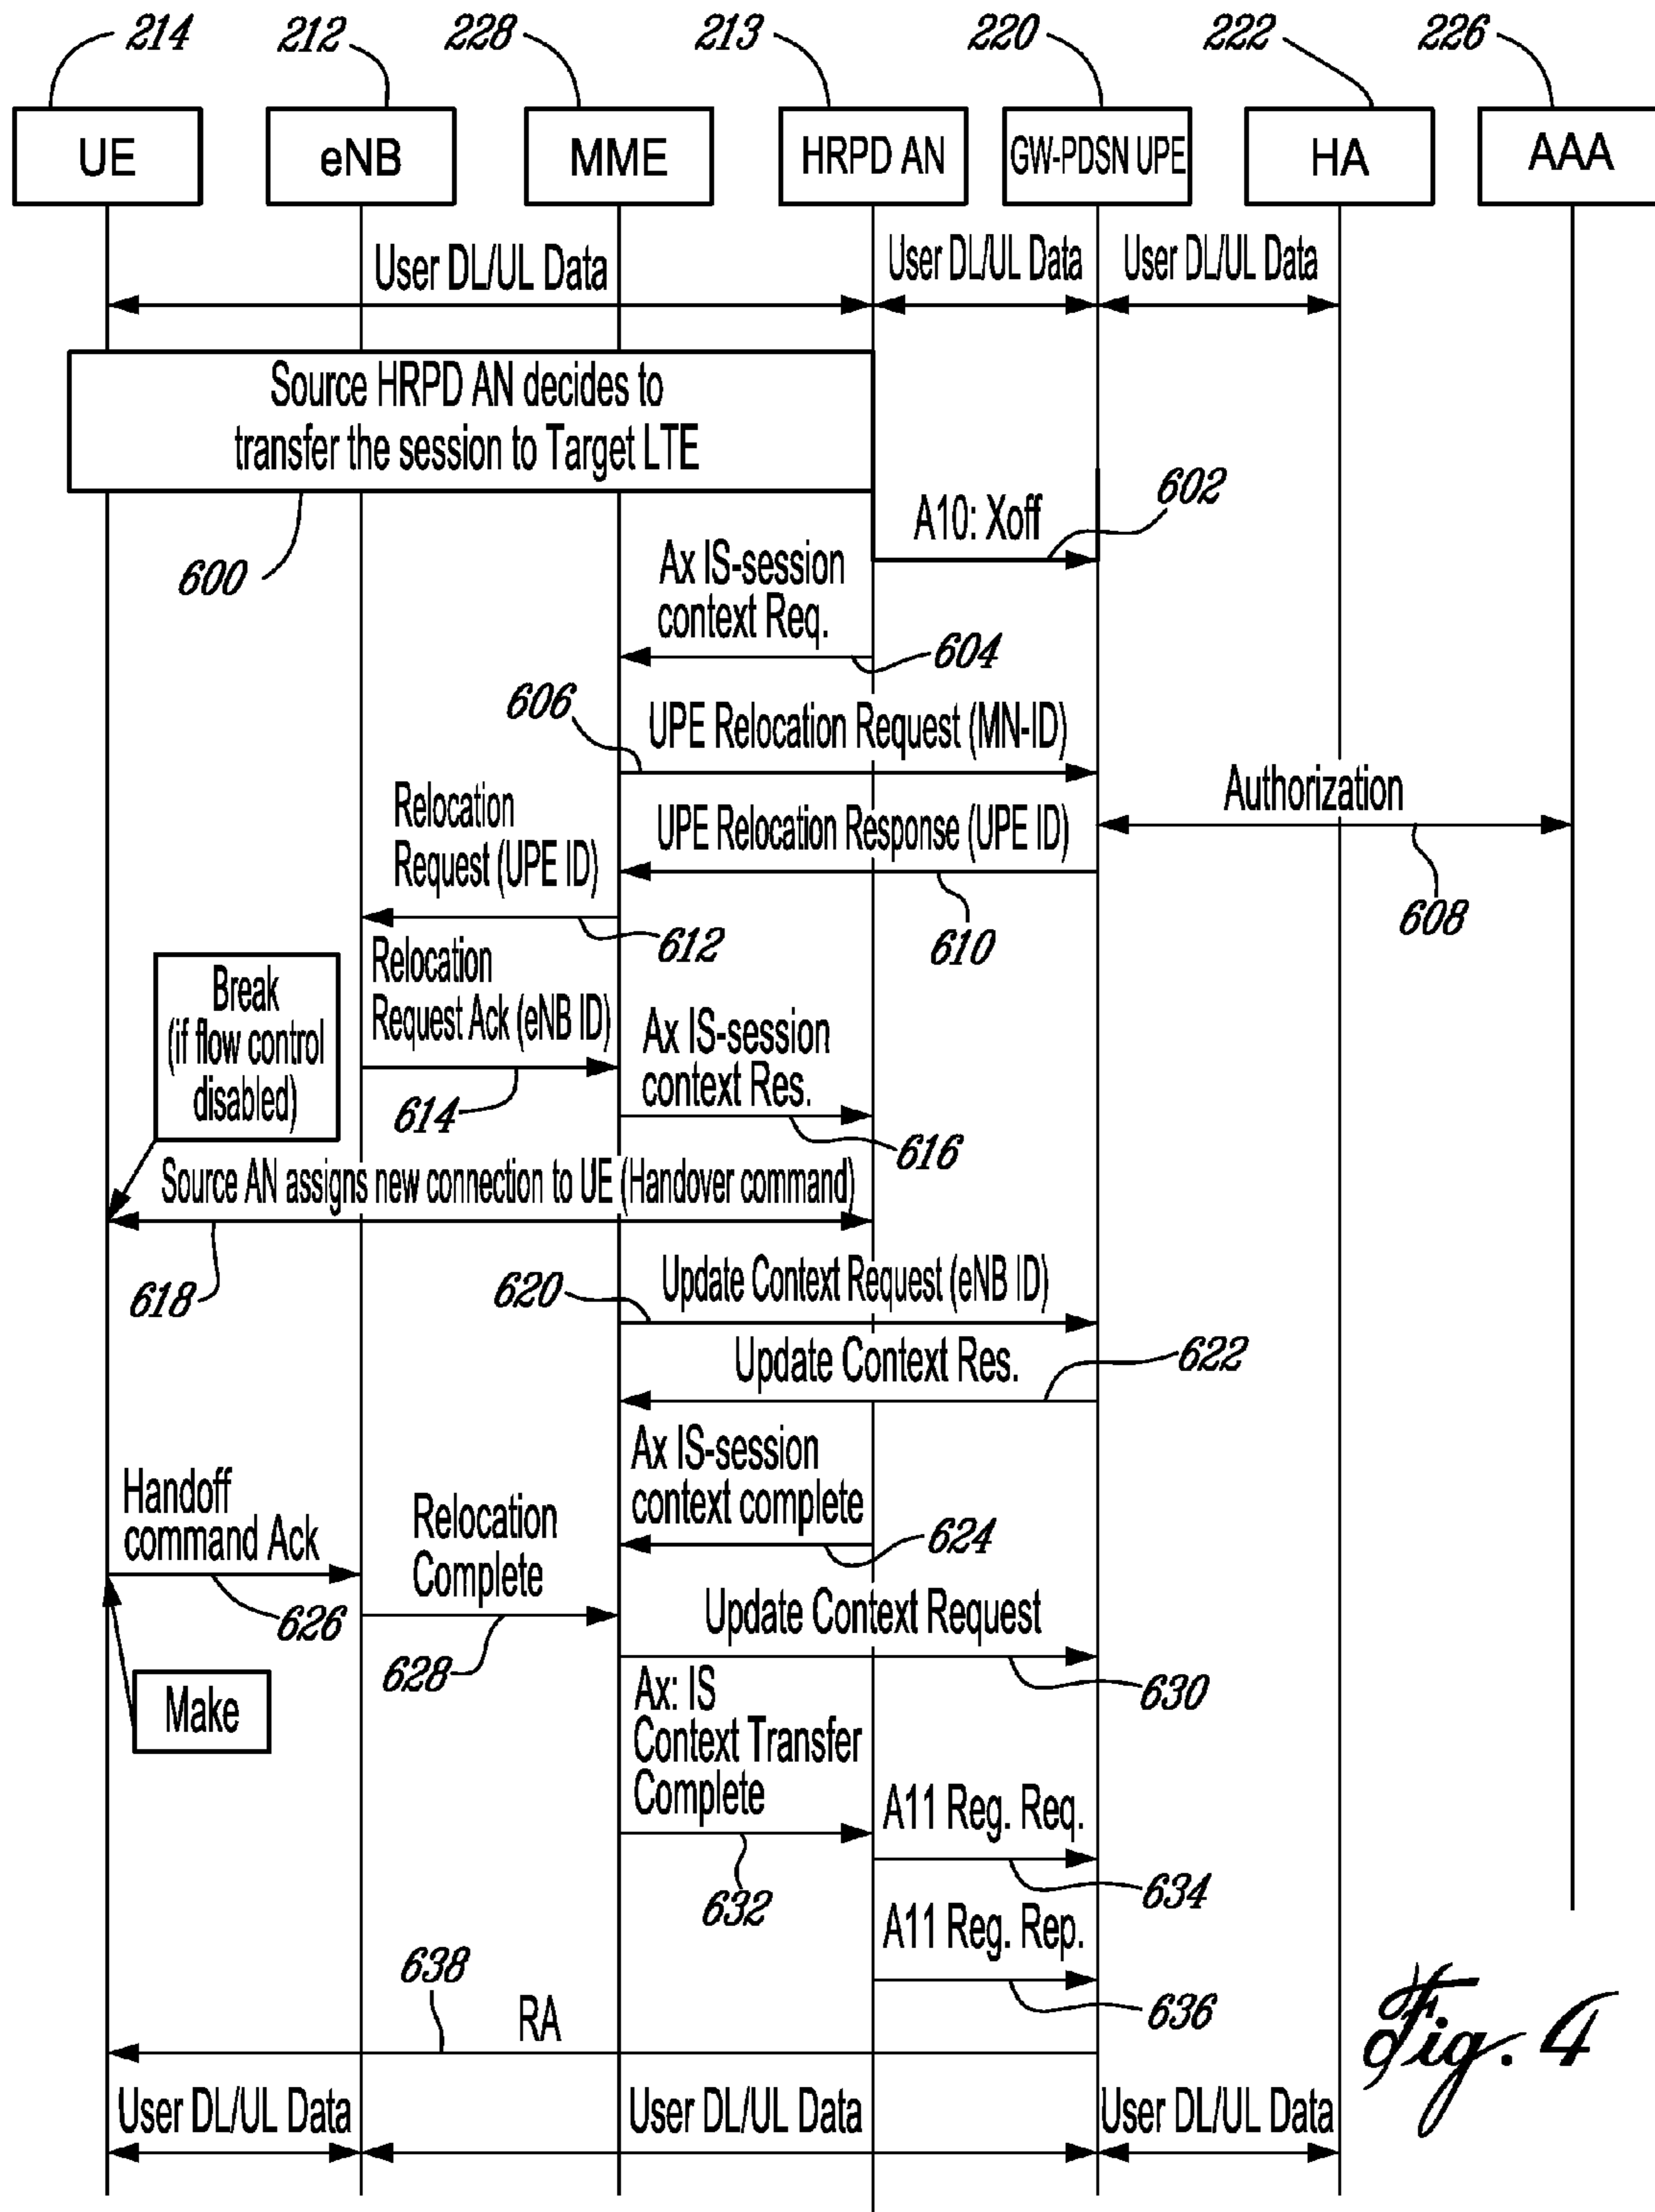 214 212 228 213 220 222 226
UE eNB MME HRPD AN GW-PDSN UPE HA AAA
User DL/UL Data User DL/UL Data User DL/UL Data
Source HRPD AN decides to
transfer the session to Target LTE
600
A10: Xoff
602
Ax IS-session
context Req.
604
606
UPE Relocation Request (MN-ID)
Authorization
608
UPE Relocation Response (UPE ID)
610
Relocation
Request (UPE ID)
612
Break
(if flow control
disabled)
Relocation
Request Ack (eNB ID)
614
Ax IS-session
context Res.
616
Source AN assigns new connection to UE (Handover command)
618
620
Update Context Request (eNB ID)
Update Context Res.
622
Ax IS-session
context complete
624
Handoff
command Ack
626
Relocation
Complete
628
Make
Update Context Request
630
Ax: IS
Context Transfer
Complete
632
A11 Reg. Req.
634
A11 Reg. Rep.
636
638
RA
User DL/UL Data User DL/UL Data User DL/UL Data
Fig. 4